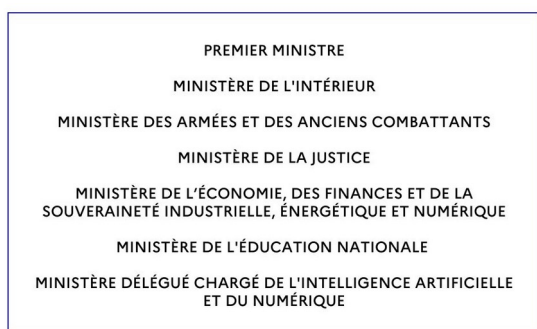 PREMIER MINISTRE
MINISTÈRE DE L'INTÉRIEUR
MINISTÈRE DES ARMÉES ET DES ANCIENS COMBATTANTS
MINISTÈRE DE LA JUSTICE
MINISTÈRE DE L’ÉCONOMIE, DES FINANCES ET DE LA
SOUVERAINETÉ INDUSTRIELLE, ÉNERGÉTIQUE ET NUMÉRIQUE
MINISTÈRE DE L'ÉDUCATION NATIONALE
MINISTÈRE DÉLÉGUÉ CHARGÉ DE L'INTELLIGENCE ARTIFICIELLE
ET DU NUMÉRIQUE